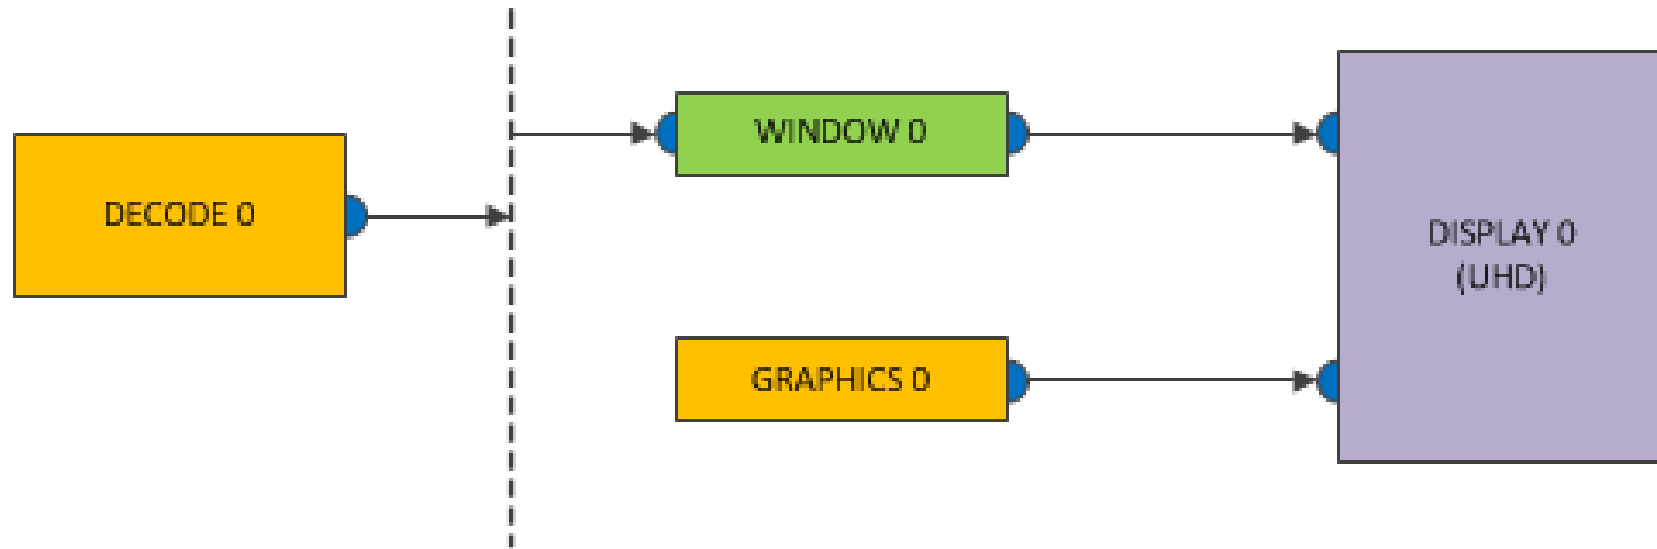 DECODE 0
WINDOW 0
GRAPHICS 0
DISPLAY 0
(UHD)